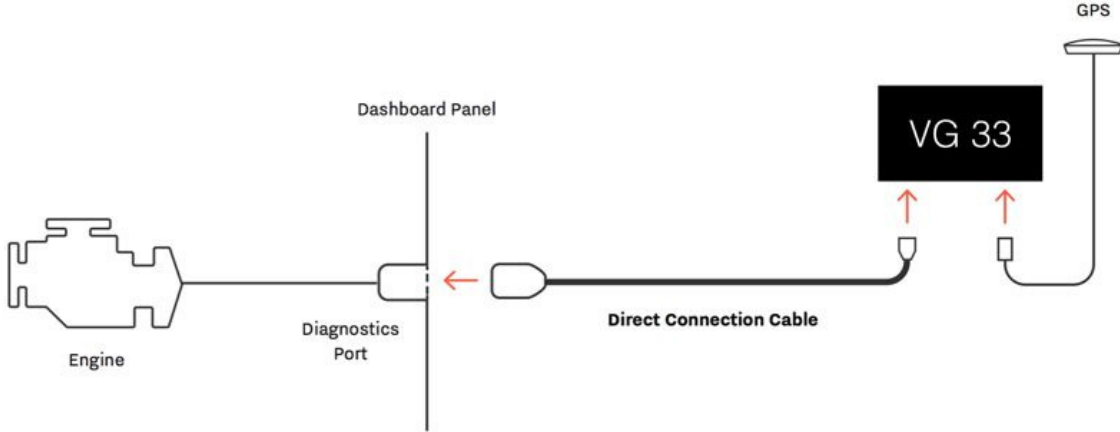 GPS
Dashboard Panel
VG 33
Direct Connection Cable
Diagnostics
Port
Engine